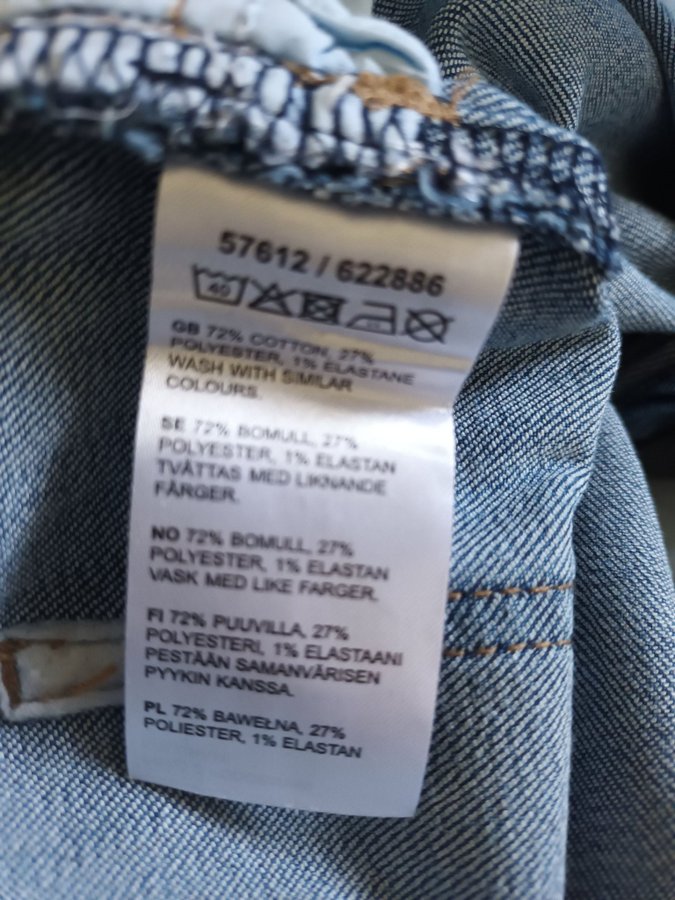 57612 / 622886
40
GB 72% COTTON, 27%
POLYESTER, 1% ELASTANE
WASH WITH SIMILAR
COLOURS.
SE 72% BOMULL, 27%
POLYESTER, 1% ELASTAN
TVÄTTAS MED LIKNANDE
FÄRGER.
NO 72% BOMULL, 27%
POLYESTER, 1% ELASTAN
VASK MED LIKE FARGER.
FI 72% PUUVILLA, 27%
POLYESTERI, 1% ELASTAANI
PESTÄÄN SAMANVÄRISEN
PYYKIN KANSSA.
PL 72% BAWEŁNA, 27%
POLIESTER, 1% ELASTAN